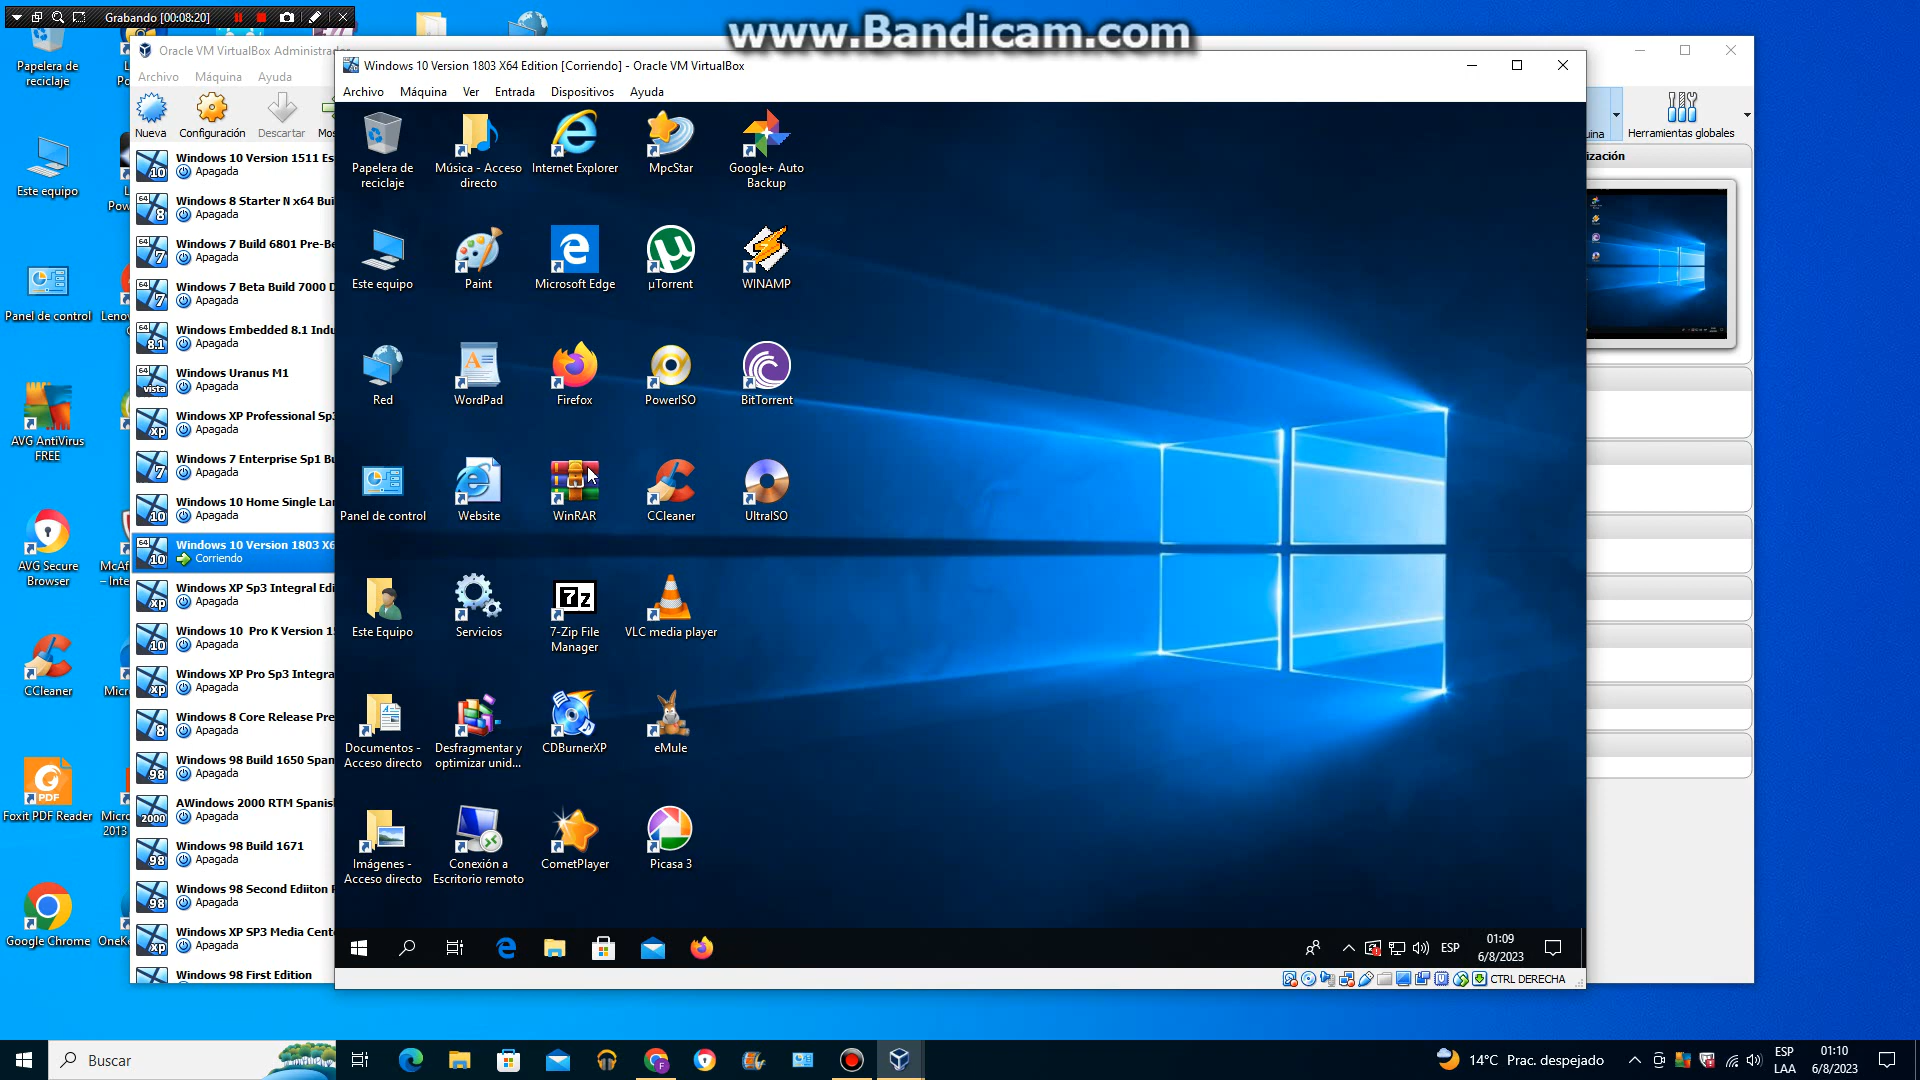 Grabando [00:08:20]
www.Bandicam.com
Papelera de
reciclaje
Este equipo
Panel de control
AVG AntiVirus
FREE
AVG Secure
Browser
CCleaner
Foxit PDF Reader
Google Chrome
Oracle VM VirtualBox Administrador
Archivo
Máquina
Ayuda
Nueva
Configuración
Descartar
Herramientas globales
Windows 10 Version 1511 Es
Apagada
Windows 8 Starter N x64 Bui
Apagada
Windows 7 Build 6801 Pre-Be
Apagada
Windows 7 Beta Build 7000 D
Apagada
Windows Embedded 8.1 Indu
Apagada
Windows Uranus M1
Apagada
Windows XP Professional Sp3
Apagada
Windows 7 Enterprise Sp1 Bu
Apagada
Windows 10 Home Single Lan
Apagada
Windows 10 Version 1803 X6
Corriendo
Windows XP Sp3 Integral Edi
Apagada
Windows 10 Pro K Version 1
Apagada
Windows XP Pro Sp3 Integra
Apagada
Windows 8 Core Release Pre
Apagada
Windows 98 Build 1650 Span
Apagada
AWindows 2000 RTM Spanish
Apagada
Windows 98 Build 1671
Apagada
Windows 98 Second Ediiton
Apagada
Windows XP SP3 Media Cent
Apagada
Windows 98 First Edition
Windows 10 Version 1803 X64 Edition [Corriendo] - Oracle VM VirtualBox
Archivo Máquina Ver Entrada Dispositivos Ayuda
Papelera de
reciclaje
Música - Acceso
directo
Internet Explorer
MpcStar
Google+ Auto
Backup
Este equipo
Paint
Microsoft Edge
µTorrent
WINAMP
Red
WordPad
Firefox
PowerISO
BitTorrent
Panel de control
Website
WinRAR
CCleaner
UltraISO
Este Equipo
Servicios
7-Zip File
Manager
VLC media player
Documentos -
Acceso directo
Desfragmentar y
optimizar unid...
CDBurnerXP
eMule
Imágenes -
Acceso directo
Conexión a
Escritorio remoto
CometPlayer
Picasa 3
ESP
01:09
6/8/2023
CTRL DERECHA
Buscar
14°C Prac. despejado
ESP
LAA
01:10
6/8/2023